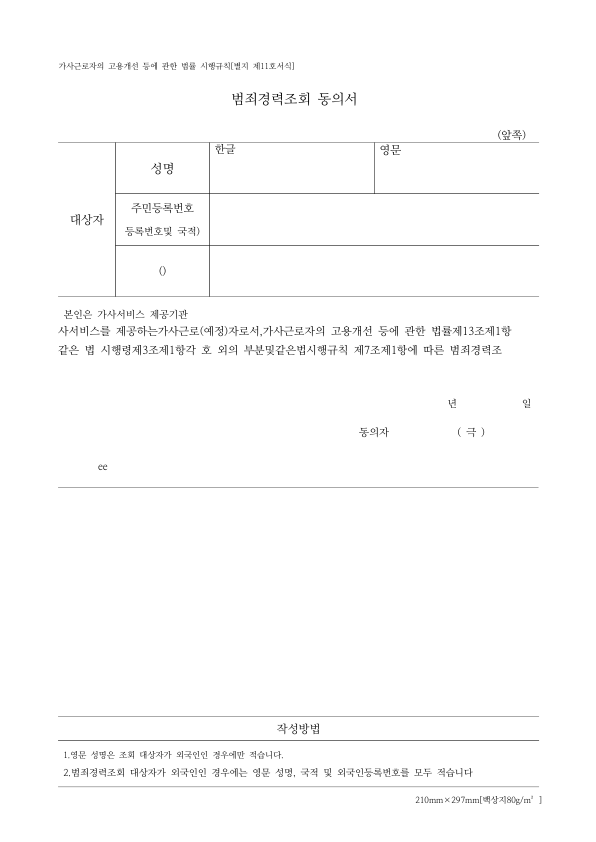 가사근로자의 고용개선 등에 관한 법률 시행규칙[별지 제11호서식]
범죄경력조회 동의서
(앞쪽)
대상자
성명
한글
영문
주민등록번호
등록번호및 국적)
()
본인은 가사서비스 제공기관
사서비스를 제공하는가사근로(예정)자로서,가사근로자의 고용개선 등에 관한 법률제13조제1항
같은 법 시행령제3조제1항각 호 외의 부분및같은법시행규칙 제7조제1항에 따른 범죄경력조
년 일
동의자 ( 극 )
ee
작성방법
1.영문 성명은 조회 대상자가 외국인인 경우에만 적습니다.
2.범죄경력조회 대상자가 외국인인 경우에는 영문 성명, 국적 및 외국인등록번호를 모두 적습니다
210mm×297mm[백상지80g/㎡ ]